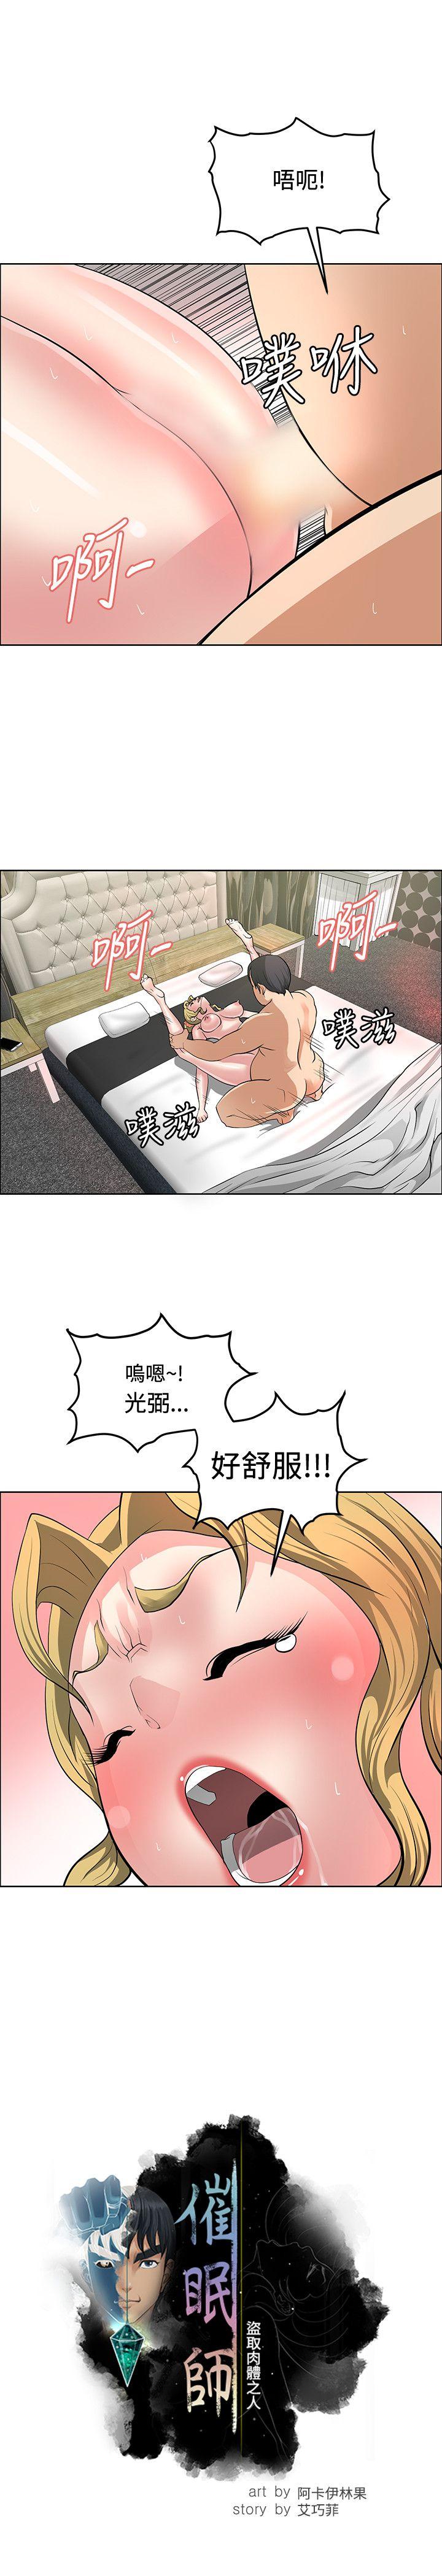 唔呃!
噗咻
啊~
啊~
啊~
噗滋
噗滋
嗚嗯~!
光弼...
好舒服!!!
催眠師
盜取肉體之人
art by 阿卡伊林果
story by 艾巧菲